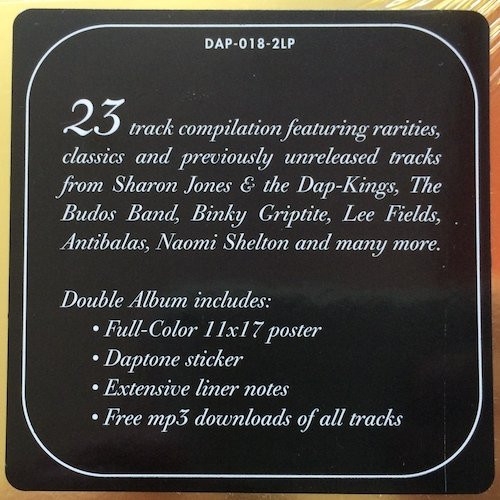 DAP-018-2LP
23 track compilation featuring rarities,
classics and previously unreleased tracks
from Sharon Jones & the Dap-Kings, The
Budos Band, Binky Griptite, Lee Fields,
Antibalas, Naomi Shelton and many more.
Double Album includes:
• Full-Color 11x17 poster
• Daptone sticker
• Extensive liner notes
• Free mp3 downloads of all tracks